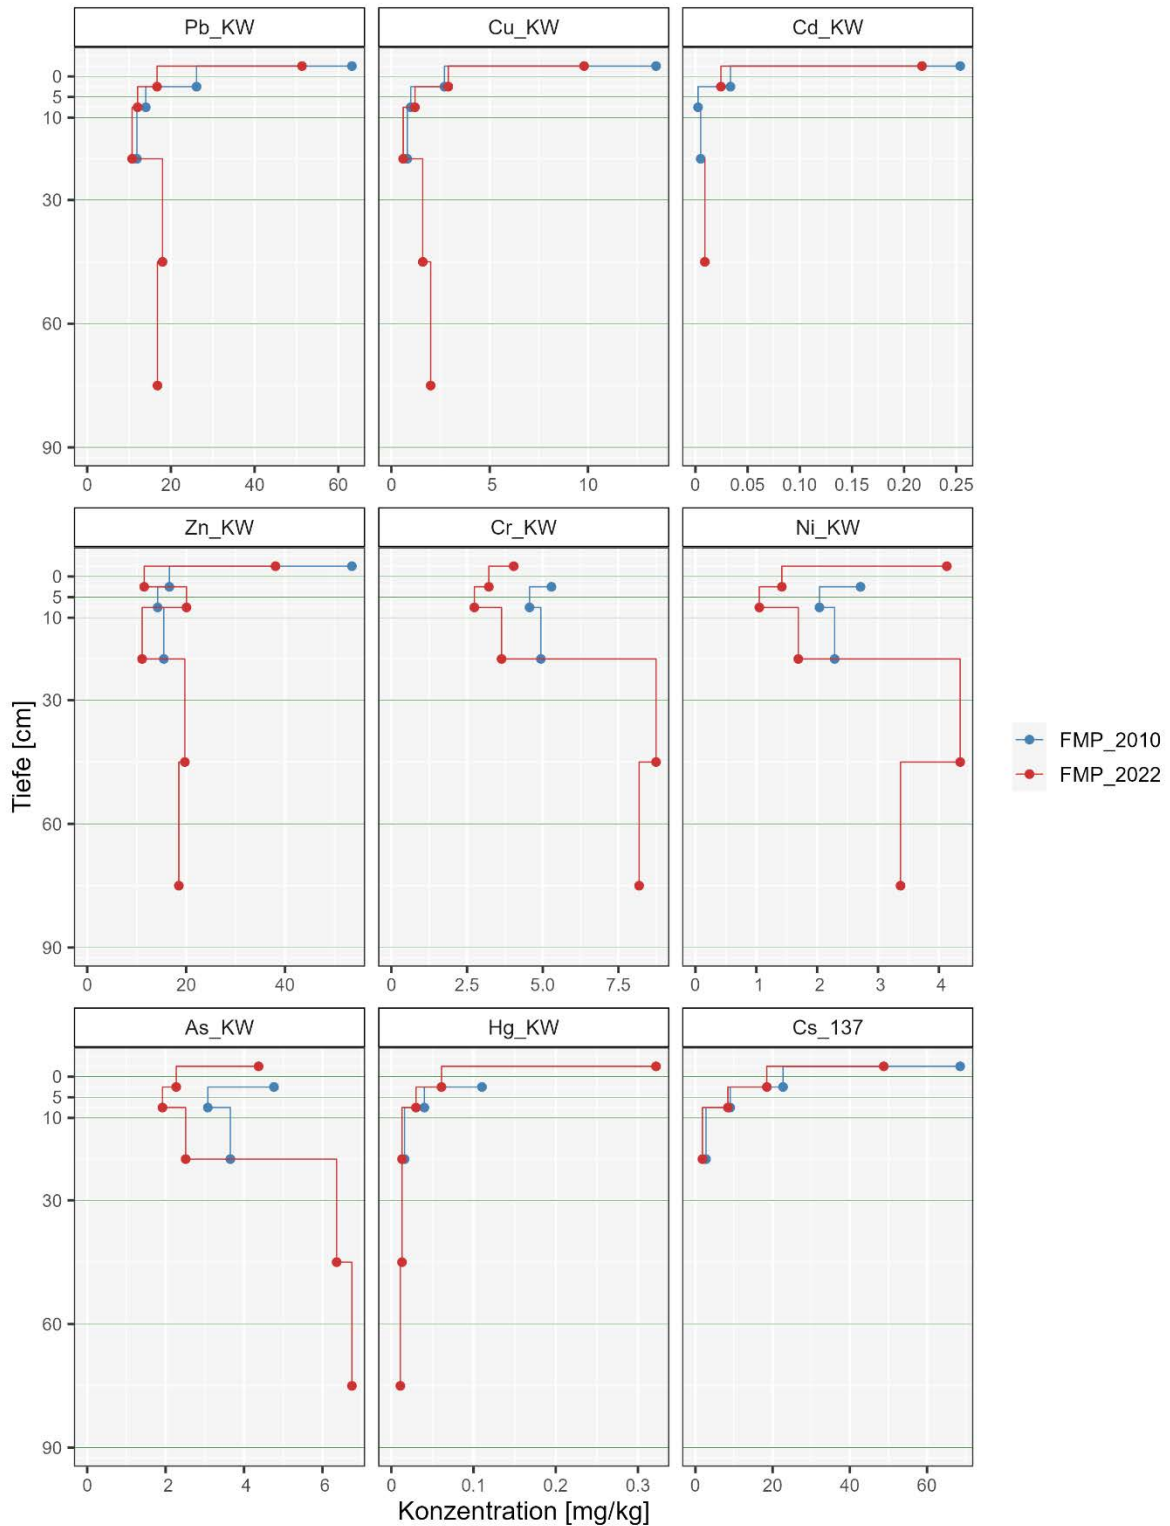 Pb_KW Cu_KW Cd_KW
0
5
10
30
60
90
0 20 40 60 0 5 10 0 0.05 0.10 0.15 0.20 0.25
Zn_KW Cr_KW Ni_KW
0
5
10
30
60
90
0 20 40 0 2.5 5.0 7.5 0 1 2 3 4
Tiefe [cm]
FMP_2010
FMP_2022
As_KW Hg_KW Cs_137
0
5
10
30
60
90
0 2 4 6 0 0.1 0.2 0.3 0 20 40 60
Konzentration [mg/kg]